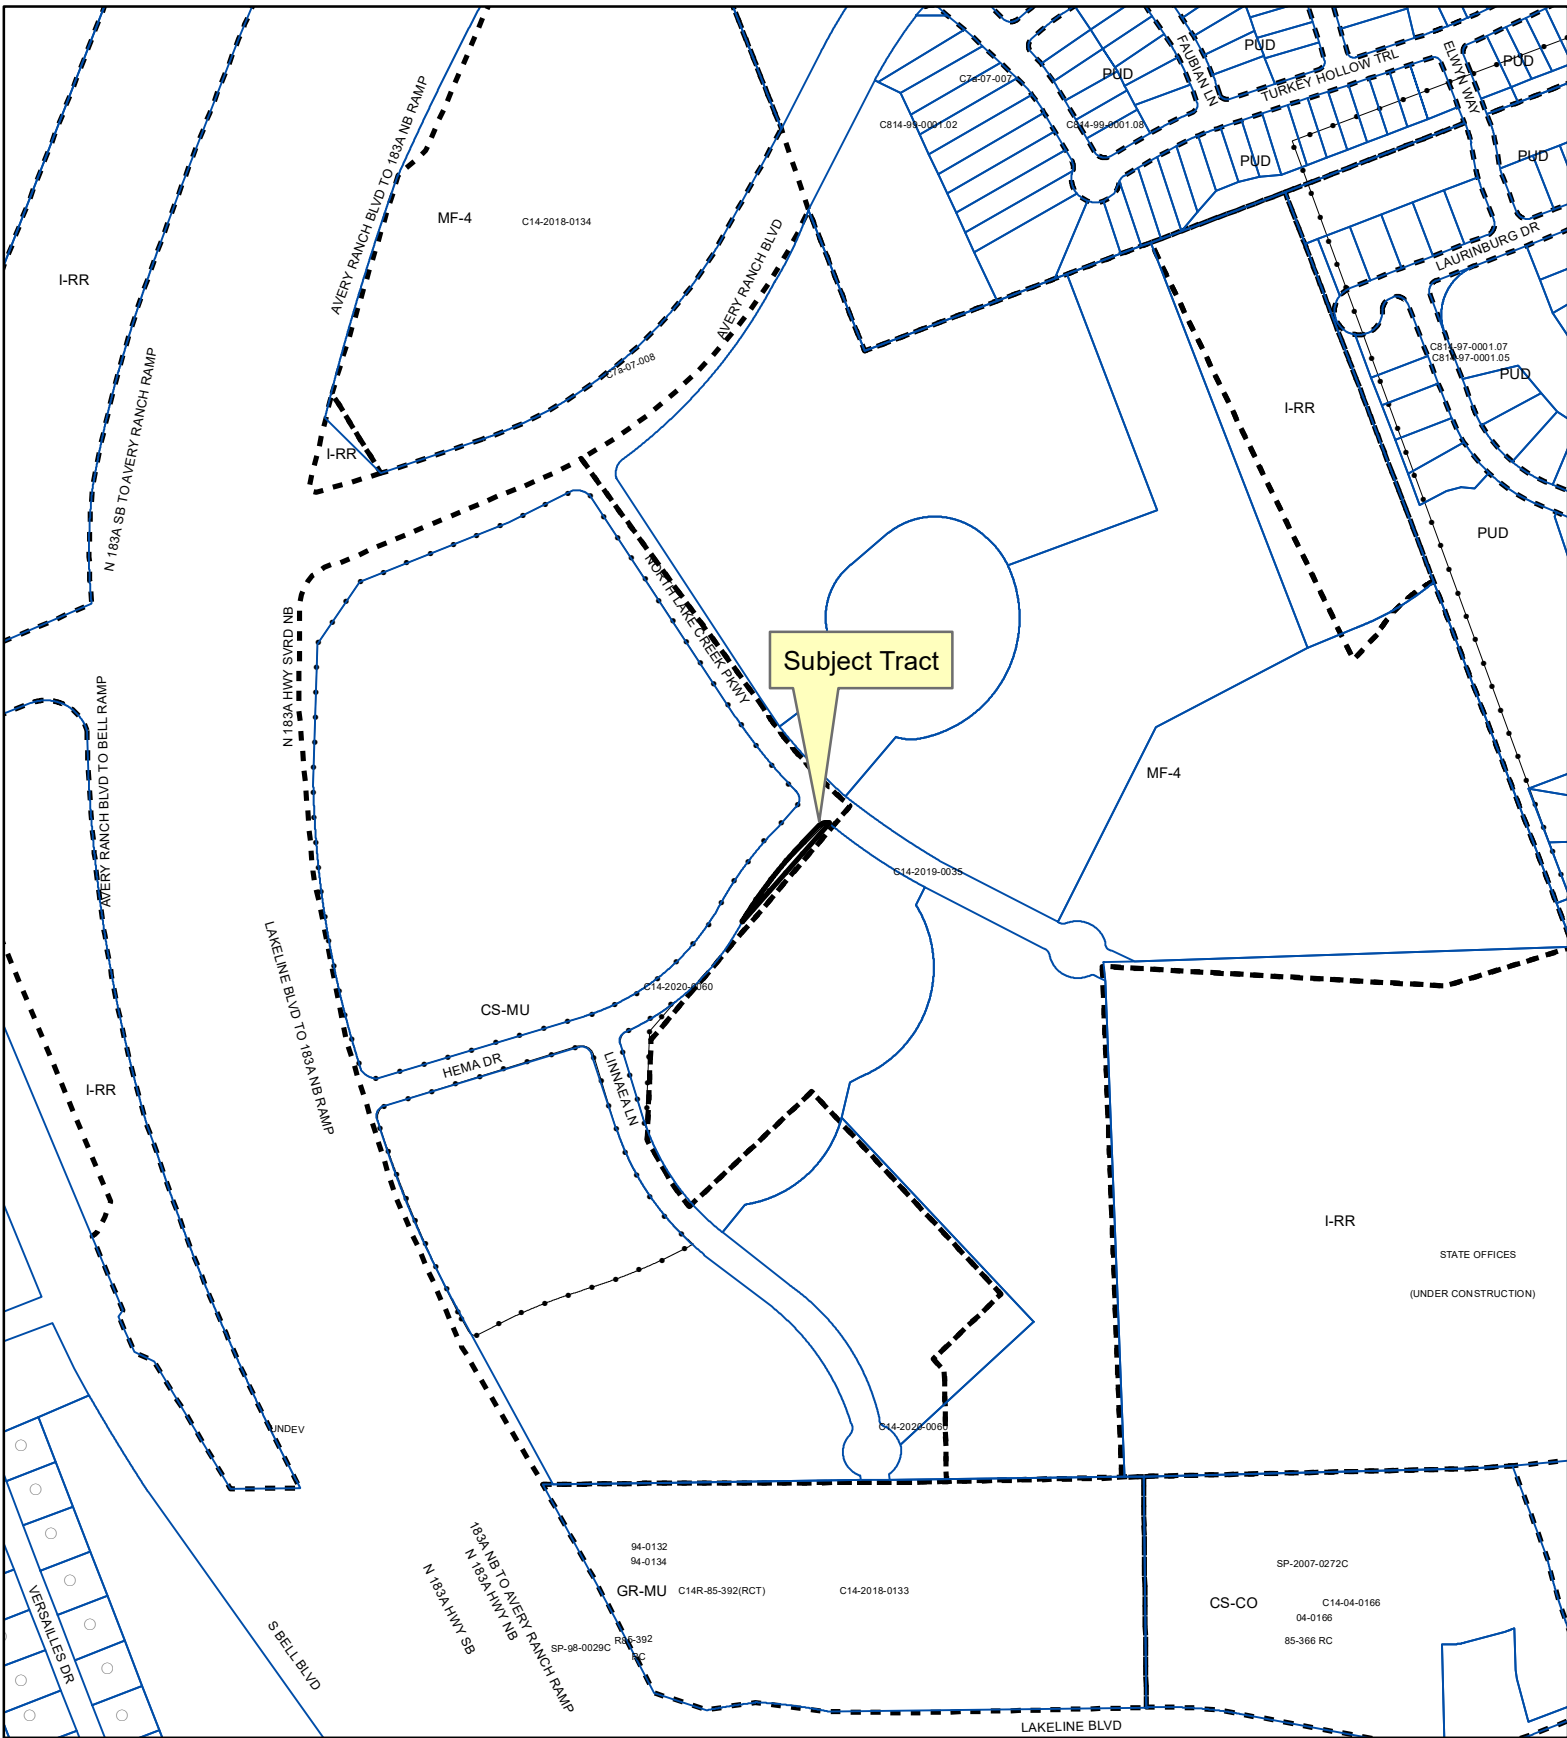 PUD
PUD
PUD
C7a-07-007
FAUBIAN LN
TURKEY HOLLOW TRL
ELWYN WAY
C814-99-0001.02
C814-99-0001.08
PUD
PUD
AVERY RANCH BLVD TO 183A NB RAMP
MF-4
C14-2018-0134
AVERY RANCH BLVD
LAURINBURG DR
I-RR
C814-97-0001.07
C814-97-0001.05
PUD
C7a-07-008
I-RR
N 183A SB TO AVERY RANCH RAMP
I-RR
PUD
NORTH LAKE CREEK PKWY
N 183A HWY SVRD NB
Subject Tract
AVERY RANCH BLVD TO BELL RAMP
MF-4
C14-2019-0035
LAKELINE BLVD TO 183A NB RAMP
C14-2020-0060
CS-MU
HEMA DR
LINNAEA LN
I-RR
I-RR
STATE OFFICES
(UNDER CONSTRUCTION)
UNDEV
C14-2020-0060
94-0132
94-0134
GR-MU
C14R-85-392(RCT)
C14-2018-0133
SP-2007-0272C
CS-CO
C14-04-0166
04-0166
85-366 RC
R85-392
RC
SP-98-0029C
183A NB TO AVERY RANCH RAMP
N 183A HWY NB
N 183A HWY SB
S BELL BLVD
VERSAILLES DR
LAKELINE BLVD